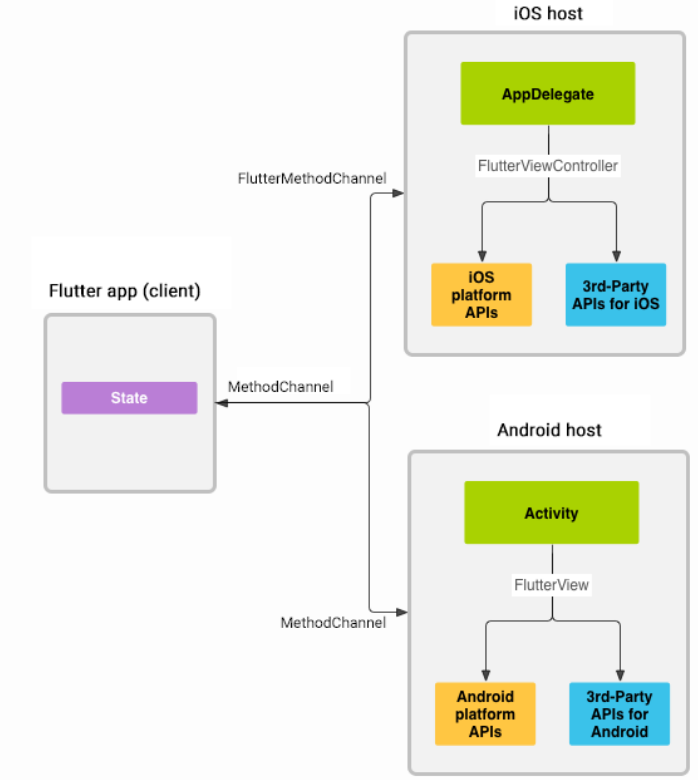 iOS host
AppDelegate
FlutterViewController
FlutterMethodChannel
iOS
platform
APIs
3rd-Party
APIs for iOS
Flutter app (client)
State
MethodChannel
Android host
Activity
FlutterView
MethodChannel
Android
platform
APIs
3rd-Party
APIs for
Android